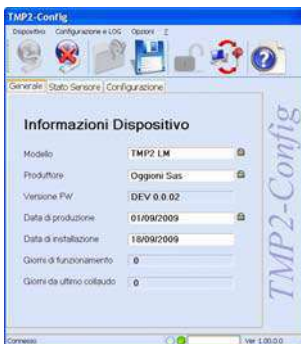 TMP2-Config
Dispositivo Configurazione e LOG Opzioni
Generale Stato Sensore Configurazione
Informazioni Dispositivo
Modello TMP2 LM
Produttore Oggioni Sas
Versione FW DEV 0.0.02
Data di produzione 01/09/2009
Data di installazione 18/09/2009
Giorni di funzionamento 0
Giorni da ultimo collaudo 0
TMP2-Config
Connesso Ver 1.00.0.0